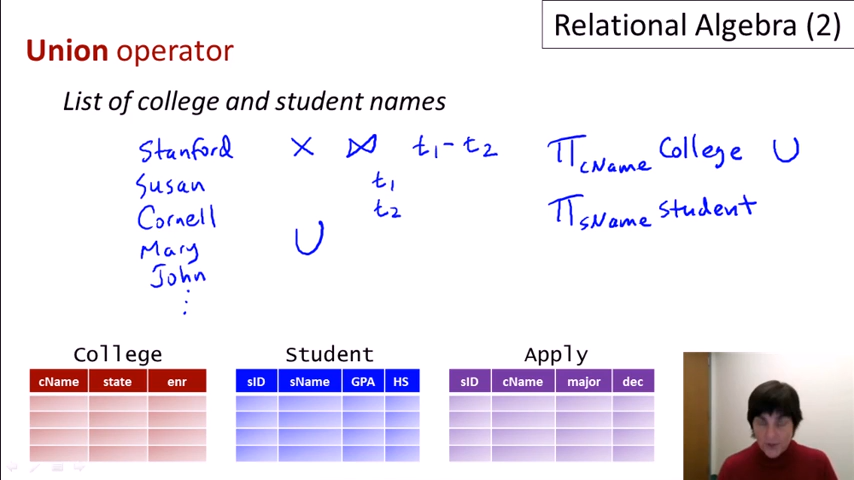 Relational Algebra (2)
Union operator
List of college and student names
Stanford × ⋈ t₁ - t₂ π cName College ∪
Susan t₁
Cornell t₂ π sName Student
Mary ∪
John
⋮
College Student Apply
cName state enr sID sName GPA HS sID cName major dec